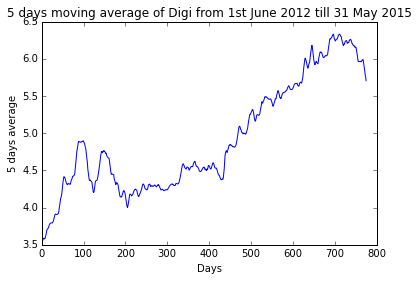 5 days moving average of Digi from 1st June 2012 till 31 May 2015
6.5
6.0
5.5
5.0
4.5
4.0
3.5
5 days average
0 100 200 300 400 500 600 700 800
Days